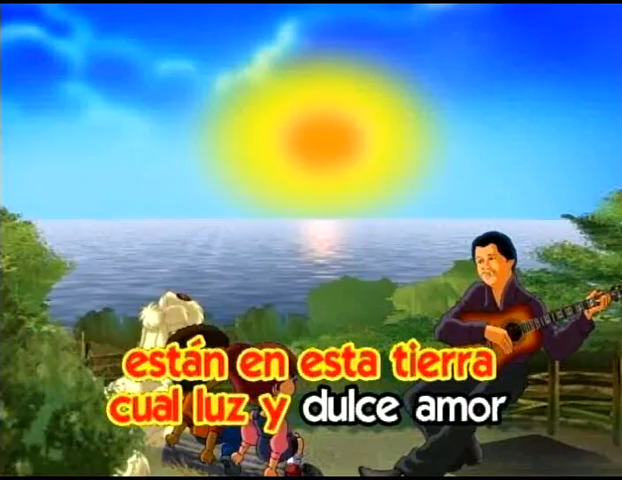 están en esta tierra
cual luz y dulce amor